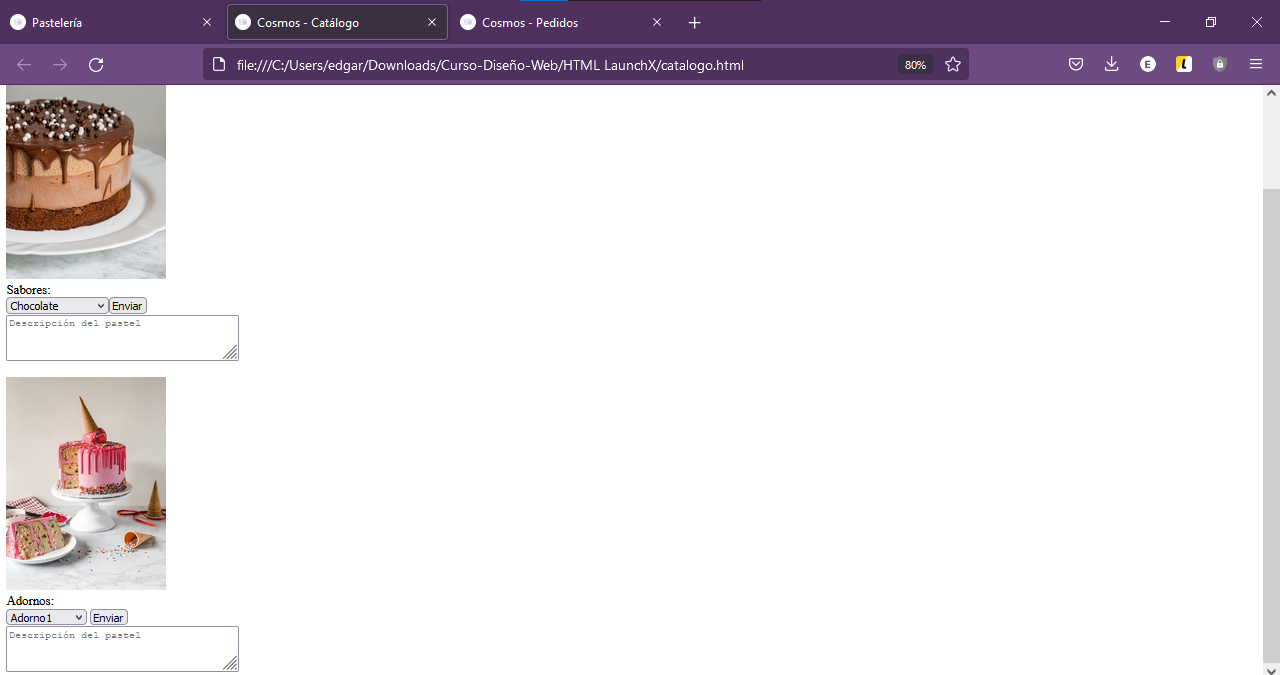 Pastelería
Cosmos - Catálogo
Cosmos - Pedidos
file:///C:/Users/edgar/Downloads/Curso-Diseño-Web/HTML LaunchX/catalogo.html
80%
E
L
Sabores:
Chocolate Enviar
Descripción del pastel
Adornos:
Adorno1 Enviar
Descripción del pastel